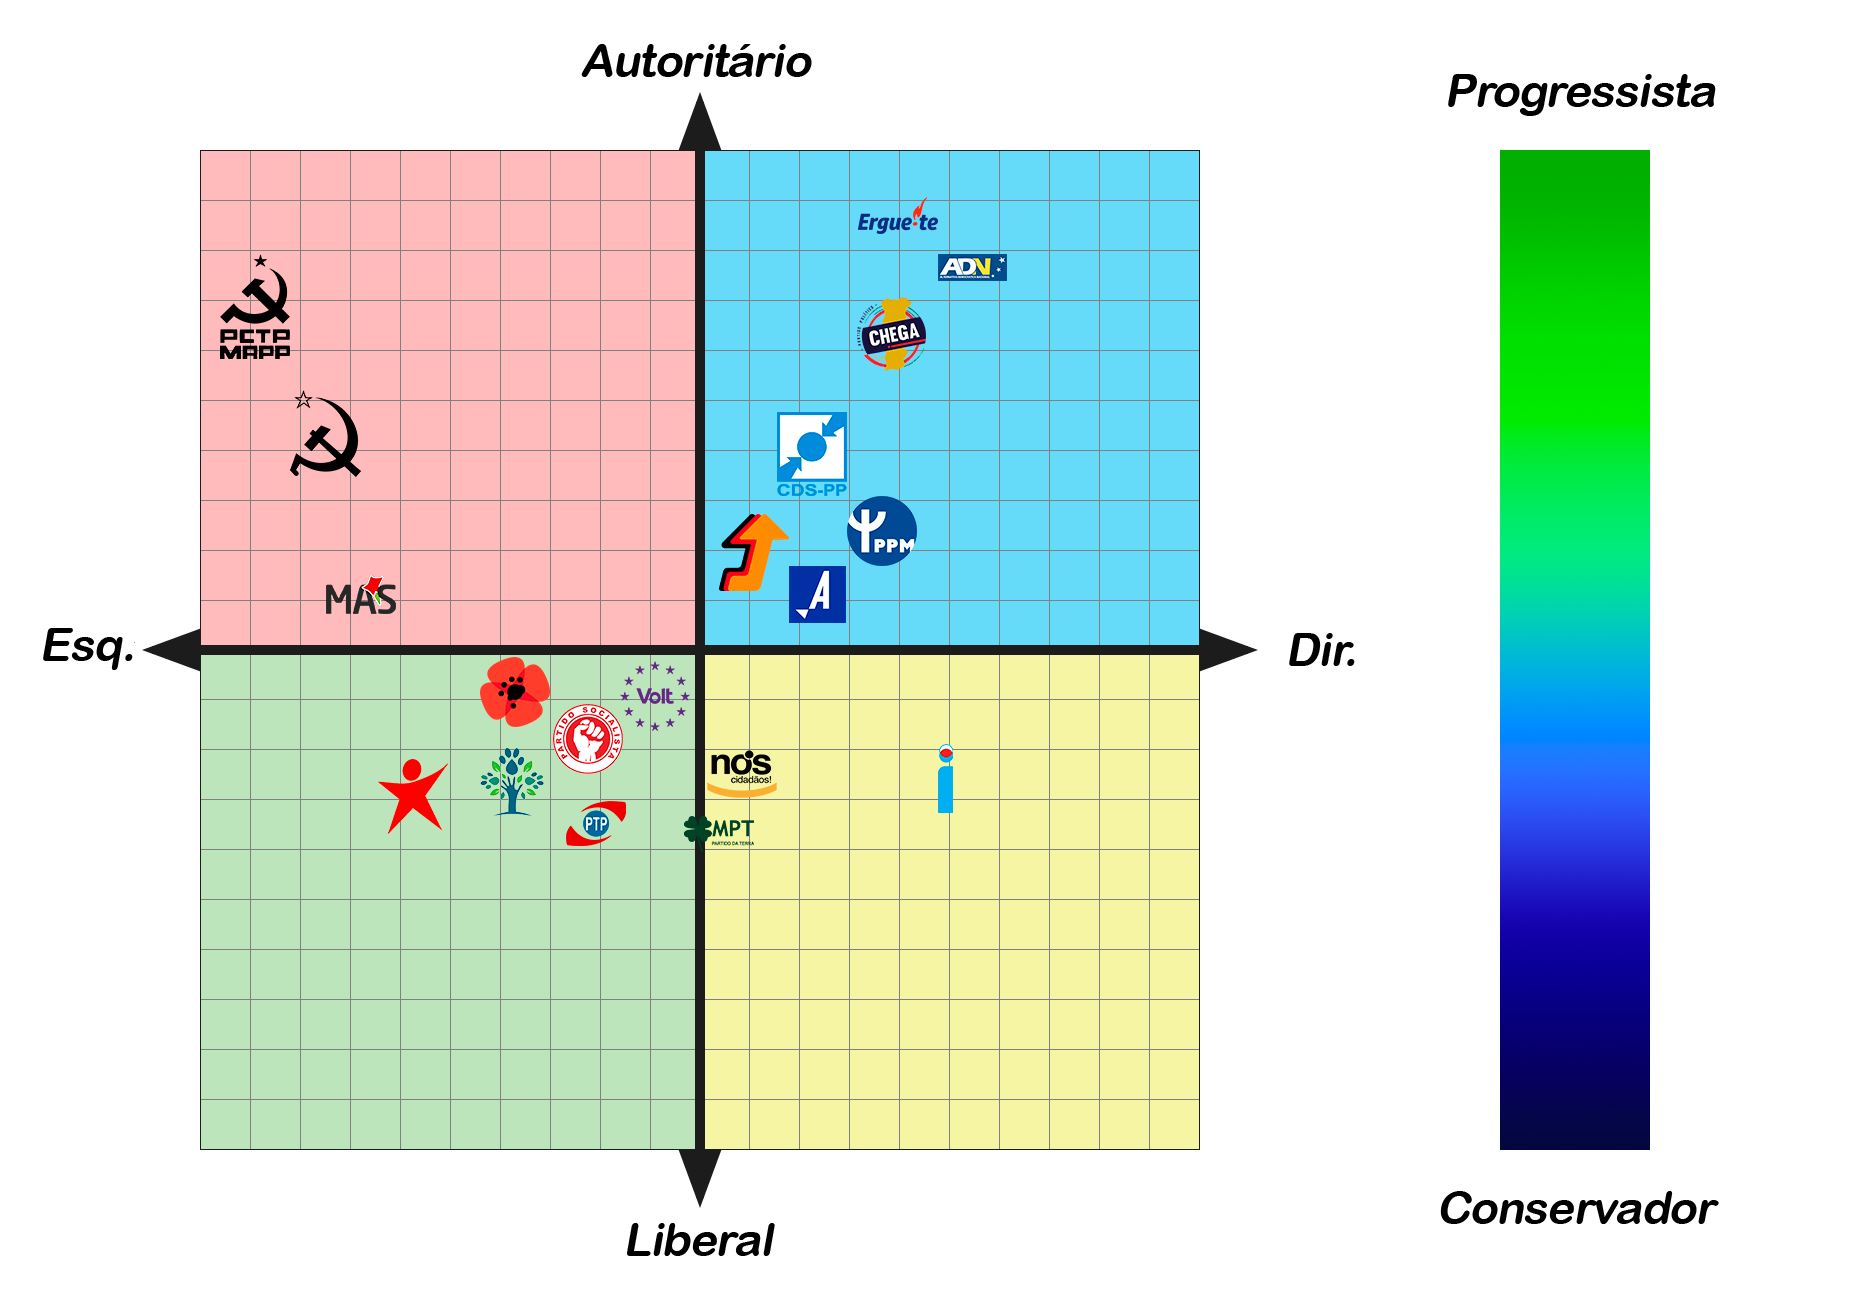 Autoritário
Progressista
Ergue-te
ADN
PCTP
MAPP
CHEGA
CDS-PP
PPM
A
MAS
Esq.
Dir.
Volt
PARTIDO SOCIALISTA
nós
cidadãos!
i
PTP
MPT
PARTIDO DA TERRA
Conservador
Liberal